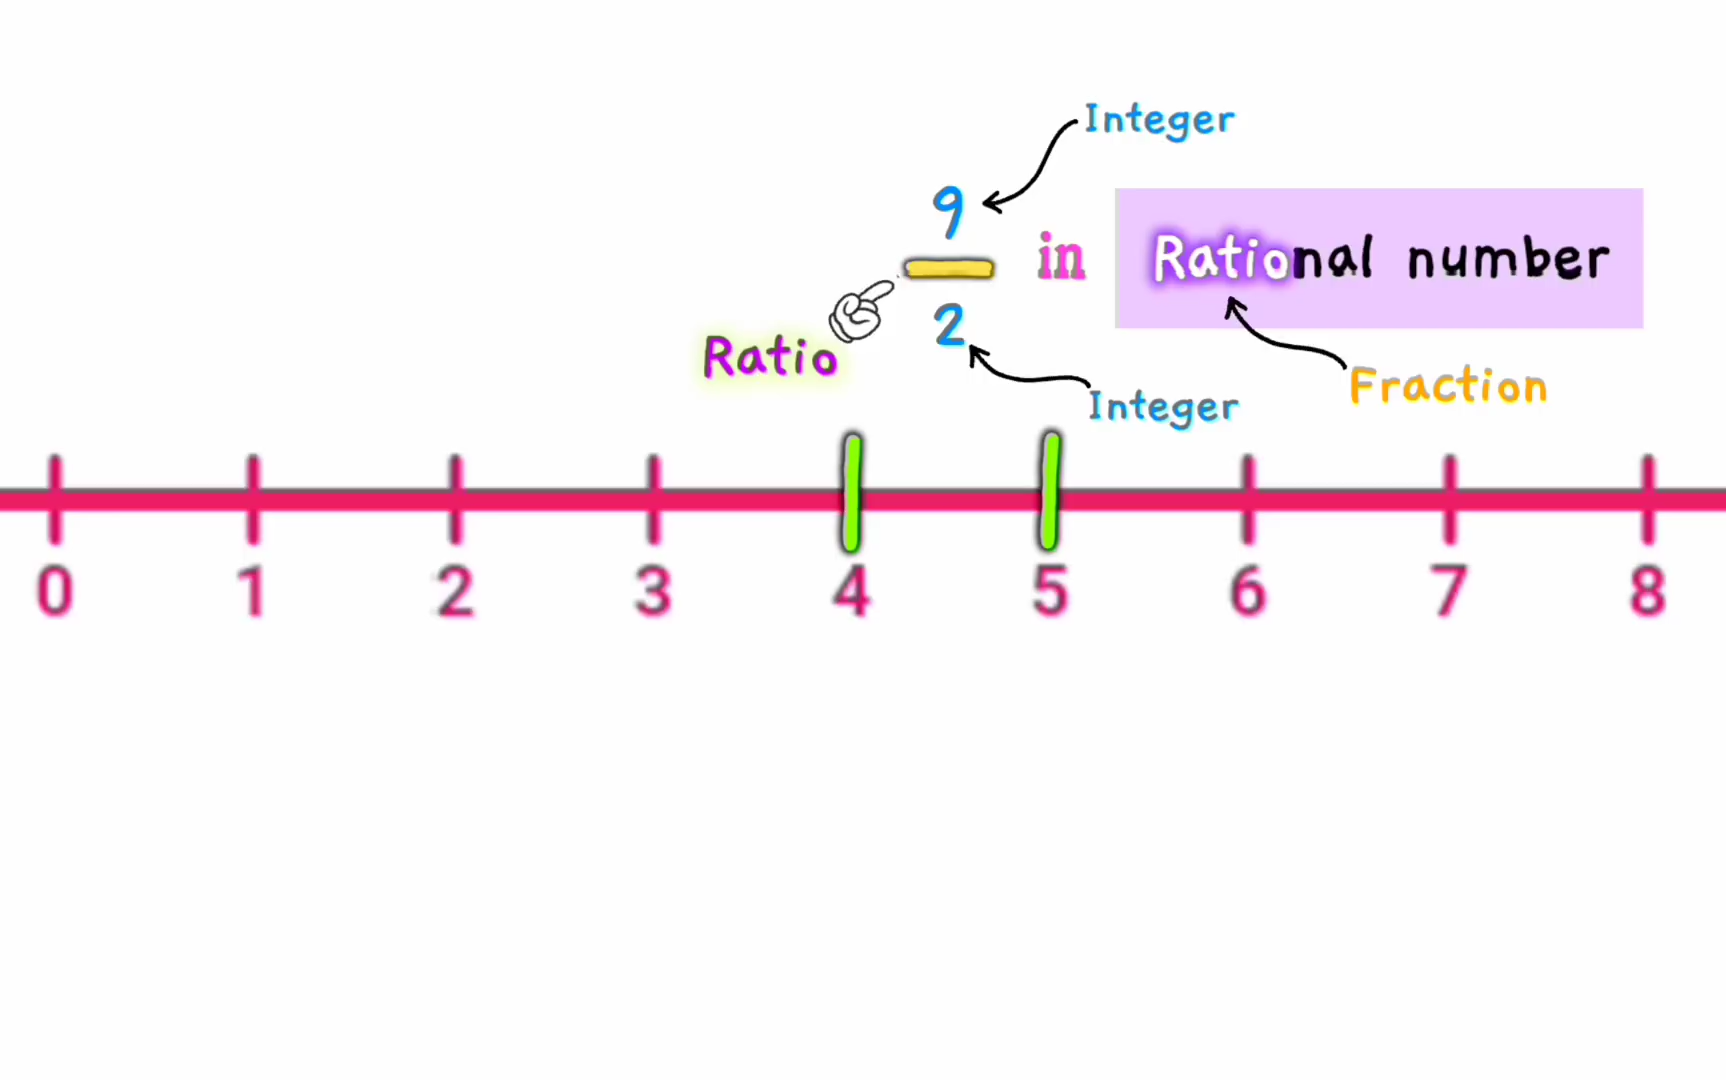 Integer
9
in Rational number
2
Ratio
Fraction
Integer
0 1 2 3 4 5 6 7 8